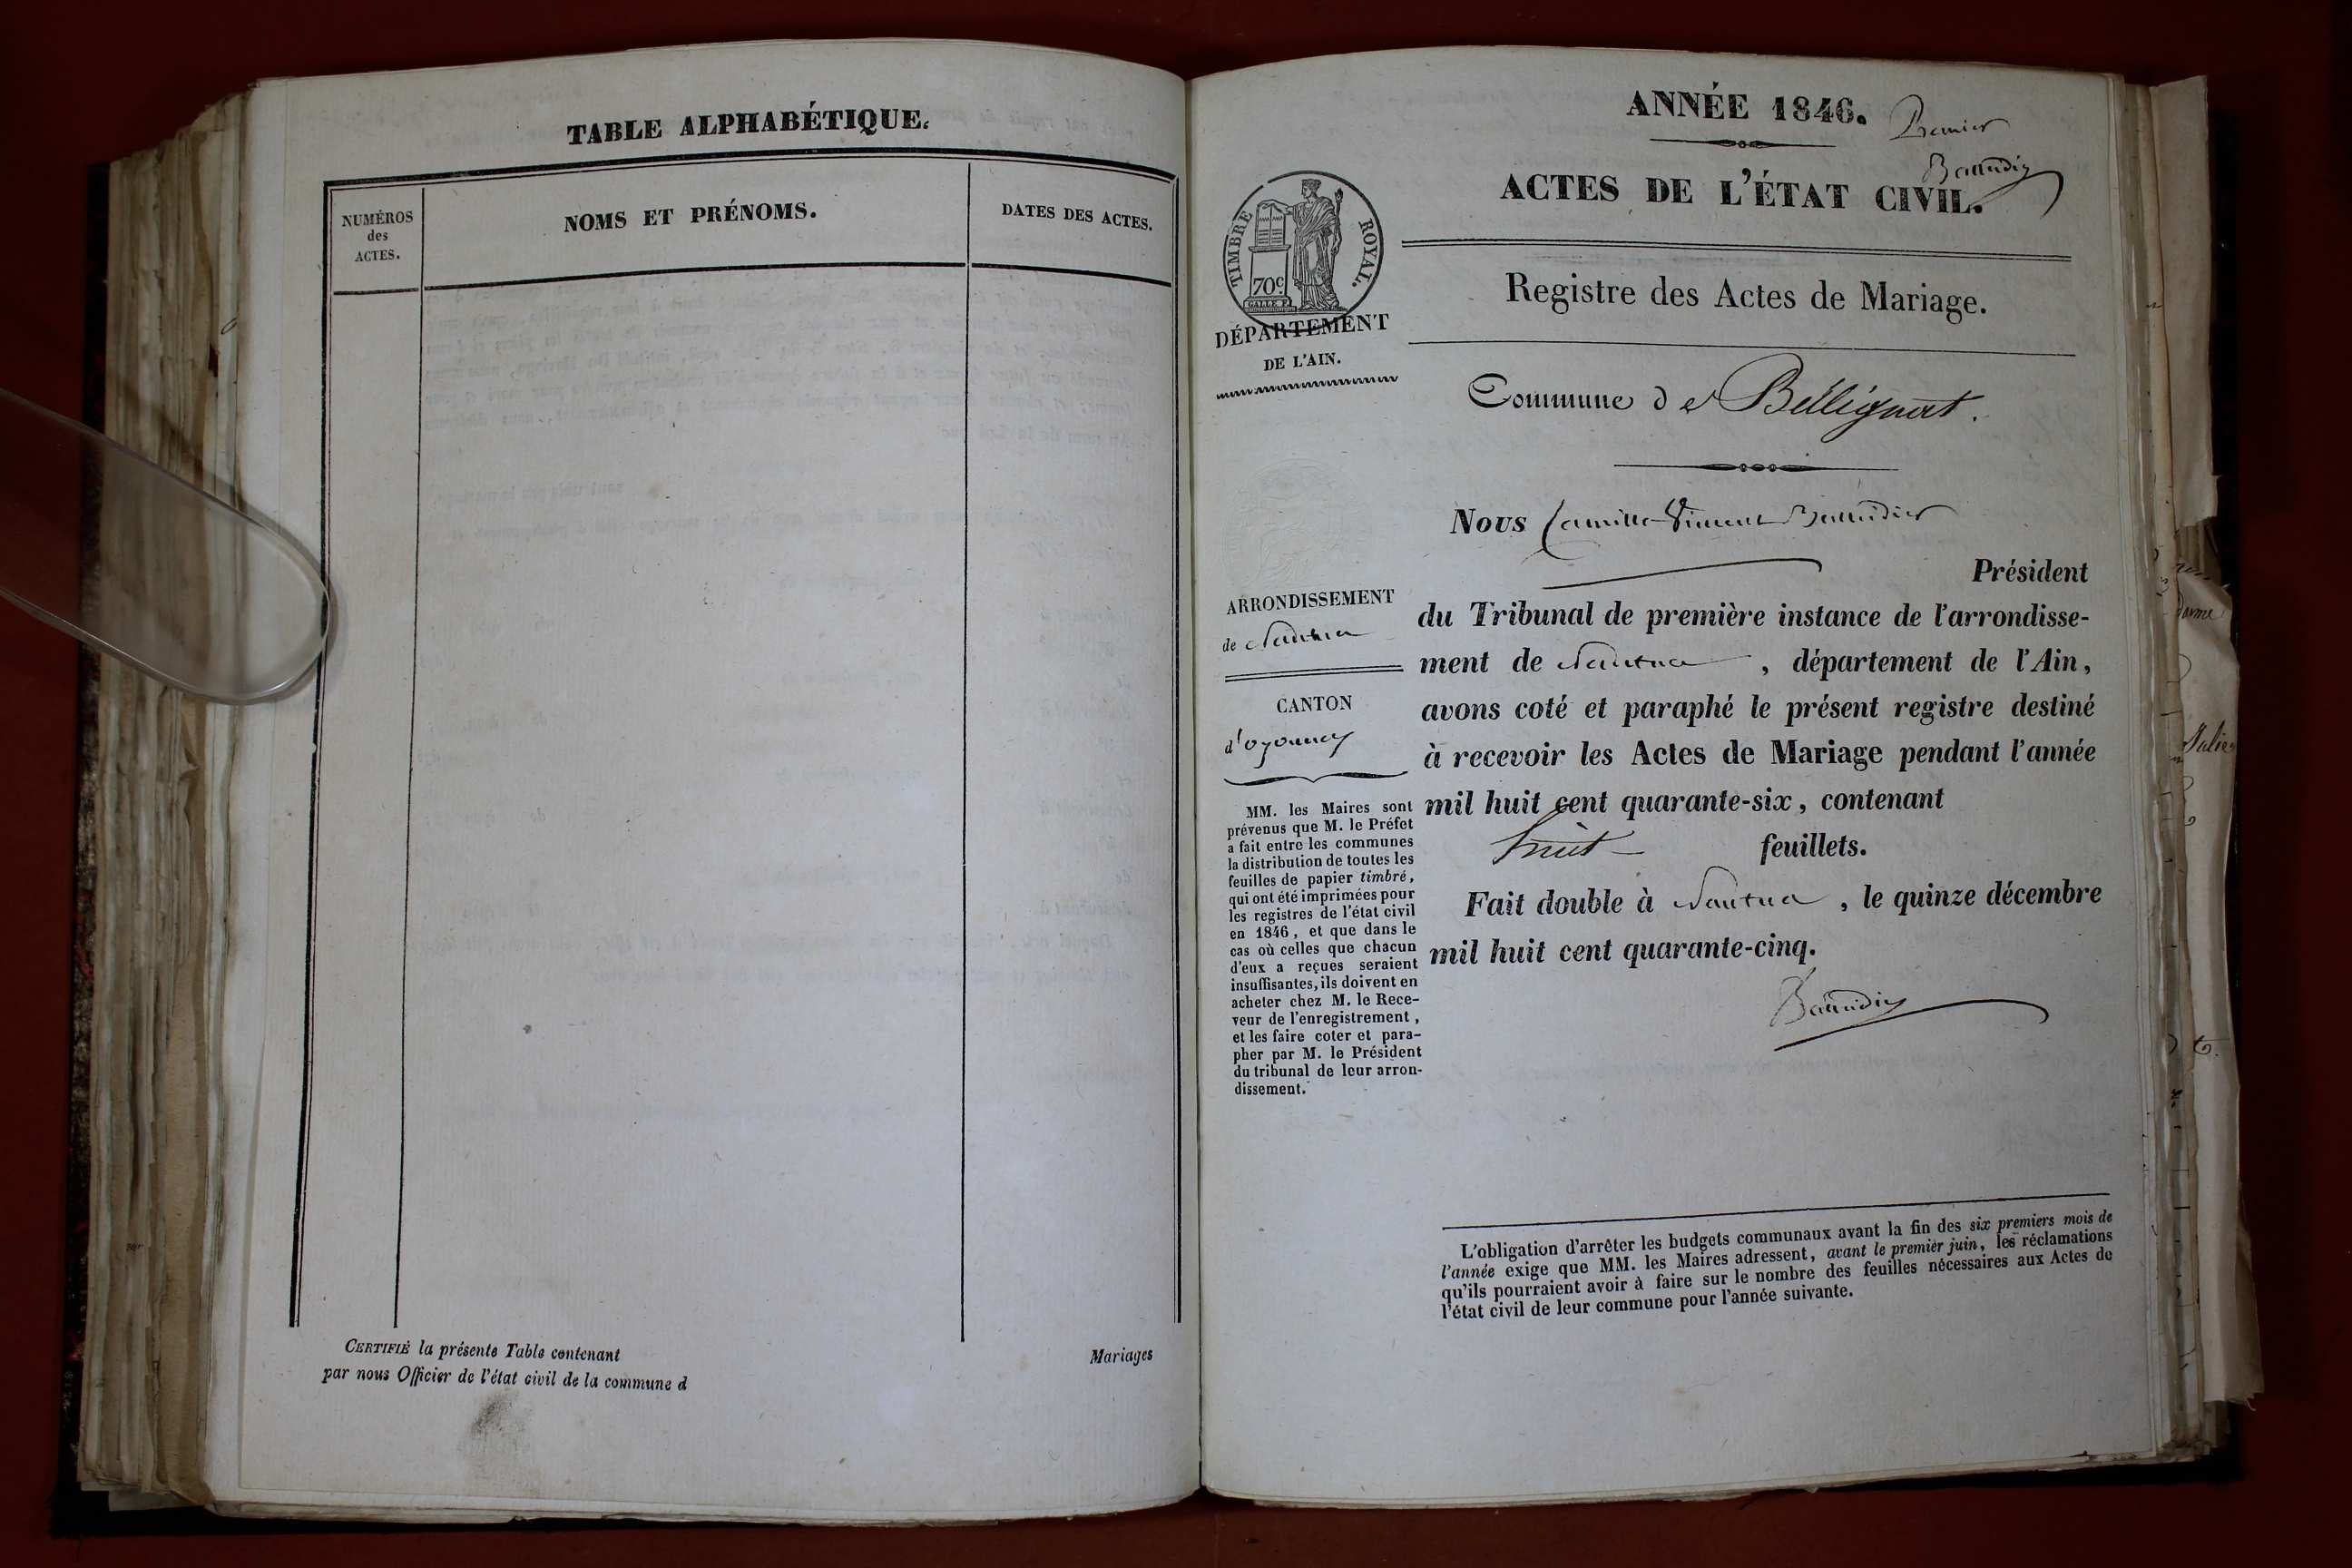 TABLE ALPHABÉTIQUE.
NUMÉROS
des
ACTES.
NOMS ET PRÉNOMS.
DATES DES ACTES.
CERTIFIÉ la présente Table contenant
Mariages
par nous Officier de l'état civil de la commune d
ANNÉE 1846.
Premier
ACTES DE L'ÉTAT CIVIL.
TIMBRE ROYAL.
70c
DÉPARTEMENT
DE L'AIN.
Registre des Actes de Mariage.
Commune de Bellignat.
Nous Camille Vincent Baudier
Président
ARRONDISSEMENT
de Nantua
CANTON
d'oyonnax
MM. les Maires sont
prévenus que M. le Préfet
a fait entre les communes
la distribution de toutes les
feuilles de papier timbré,
qui ont été imprimées pour
les registres de l'état civil
en 1846, et que dans le
cas où celles que chacun
d'eux a reçues seraient
insuffisantes, ils doivent en
acheter chez M. le Rece-
veur de l'enregistrement,
et les faire coter et para-
pher par M. le Président
du tribunal de leur arron-
dissement.
du Tribunal de première instance de l'arrondisse-
ment de Nantua, département de l'Ain,
avons coté et paraphé le présent registre destiné
à recevoir les Actes de Mariage pendant l'année
mil huit cent quarante-six, contenant
huit feuillets.
Fait double à Nantua, le quinze décembre
mil huit cent quarante-cinq.
L'obligation d'arrêter les budgets communaux avant la fin des six premiers mois de
l'année exige que MM. les Maires adressent, avant le premier juin, les réclamations
qu'ils pourraient avoir à faire sur le nombre des feuilles nécessaires aux Actes de
l'état civil de leur commune pour l'année suivante.